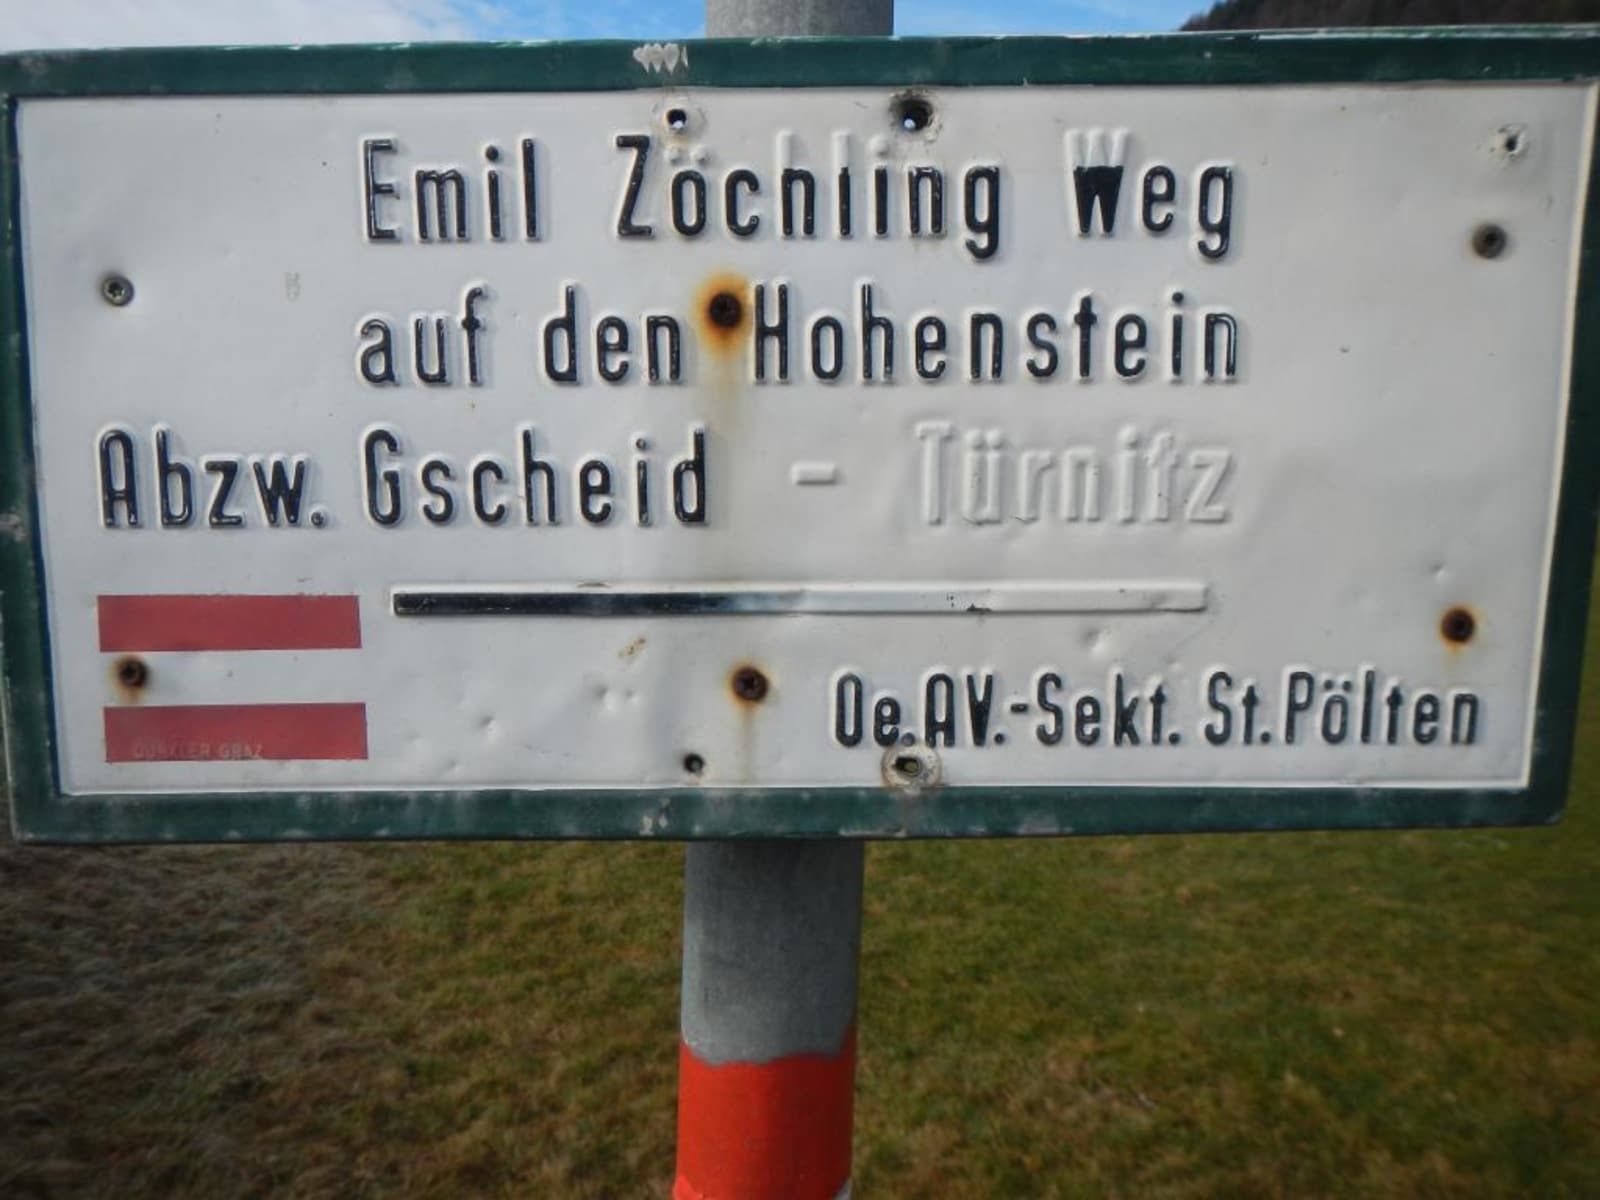 Emil Zöchling Weg
auf den Hohenstein
Abzw. Gscheid - Türnitz
Oe.AV.-Sekt. St.Pölten